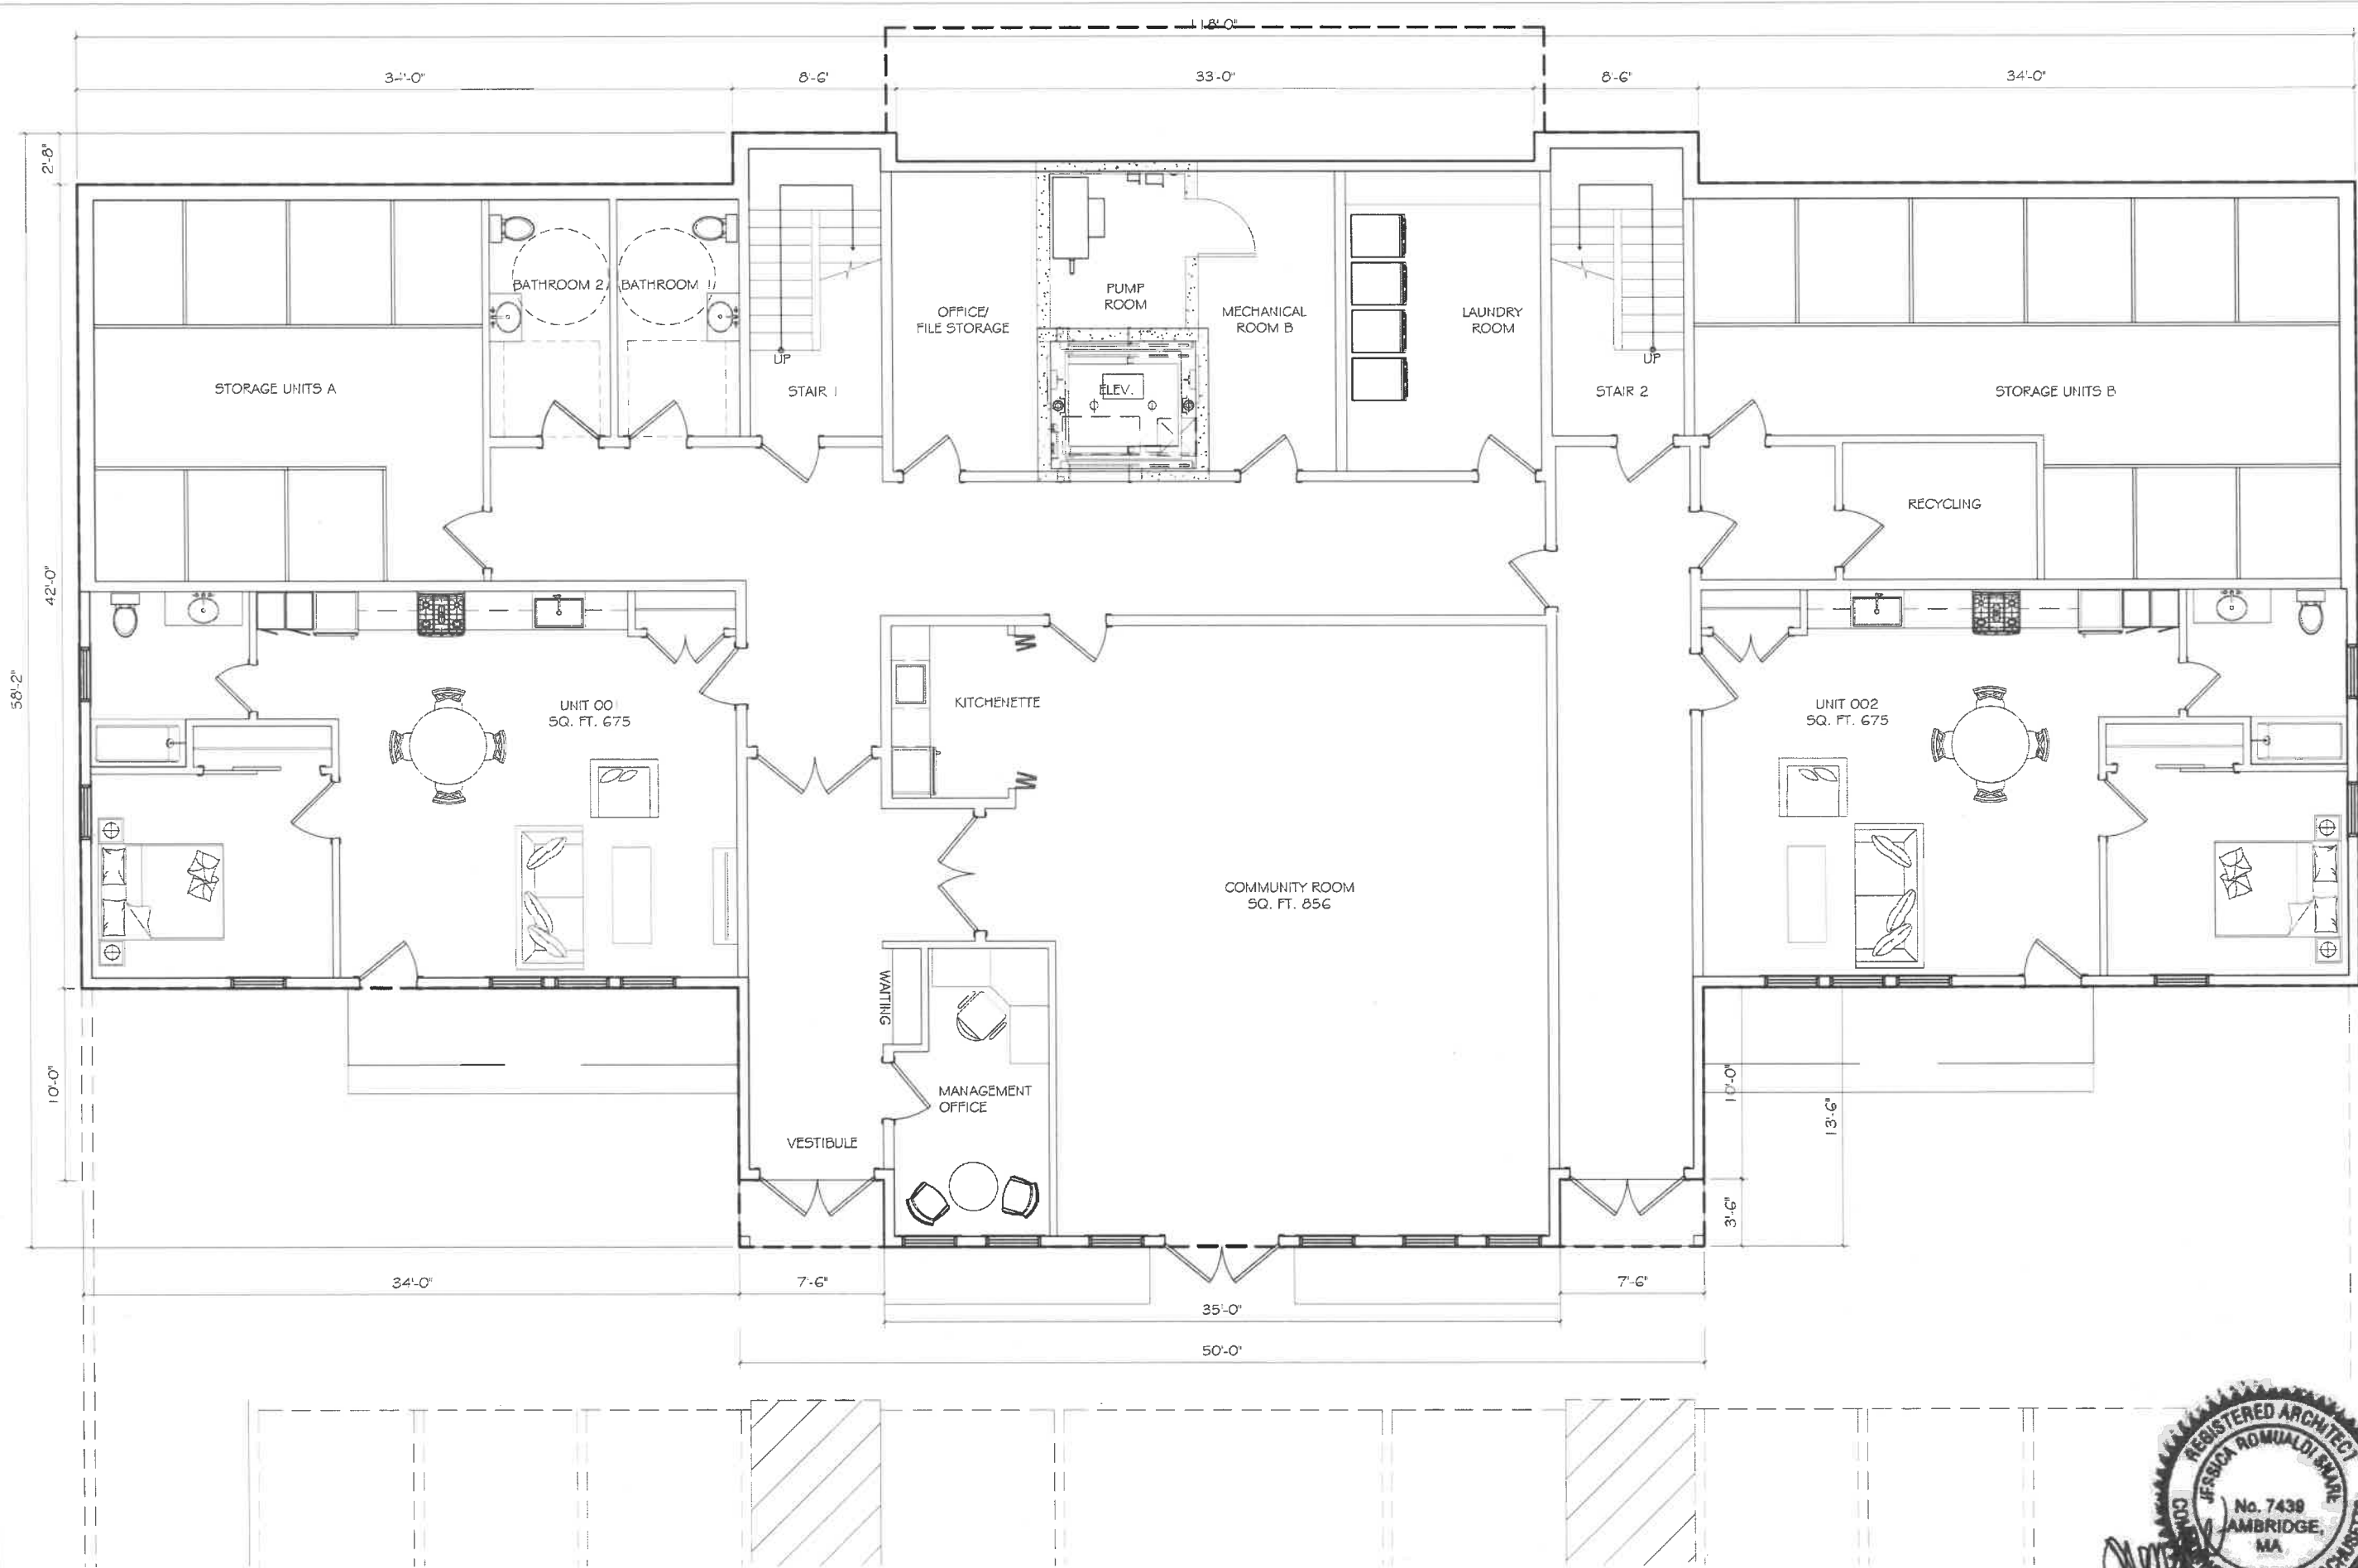 118'-0"
34'-0"
8'-6"
33'-0"
8'-6"
34'-0"
2'-8"
BATHROOM 2
BATHROOM 1
PUMP
ROOM
OFFICE/
FILE STORAGE
MECHANICAL
ROOM B
LAUNDRY
ROOM
UP
UP
STORAGE UNITS A
STAIR 1
ELEV.
STAIR 2
STORAGE UNITS B
RECYCLING
42'-0"
58'-2"
UNIT 00
SQ. FT. 675
KITCHENETTE
UNIT 002
SQ. FT. 675
COMMUNITY ROOM
SQ. FT. 856
WAITING
10'-0"
MANAGEMENT
OFFICE
10'-0"
13'-6"
VESTIBULE
3'-6"
34'-0"
7'-6"
7'-6"
35'-0"
50'-0"
REGISTERED ARCHITECT
JESSICA ROMUALDI SHARE
No. 7439
AMBRIDGE,
MA